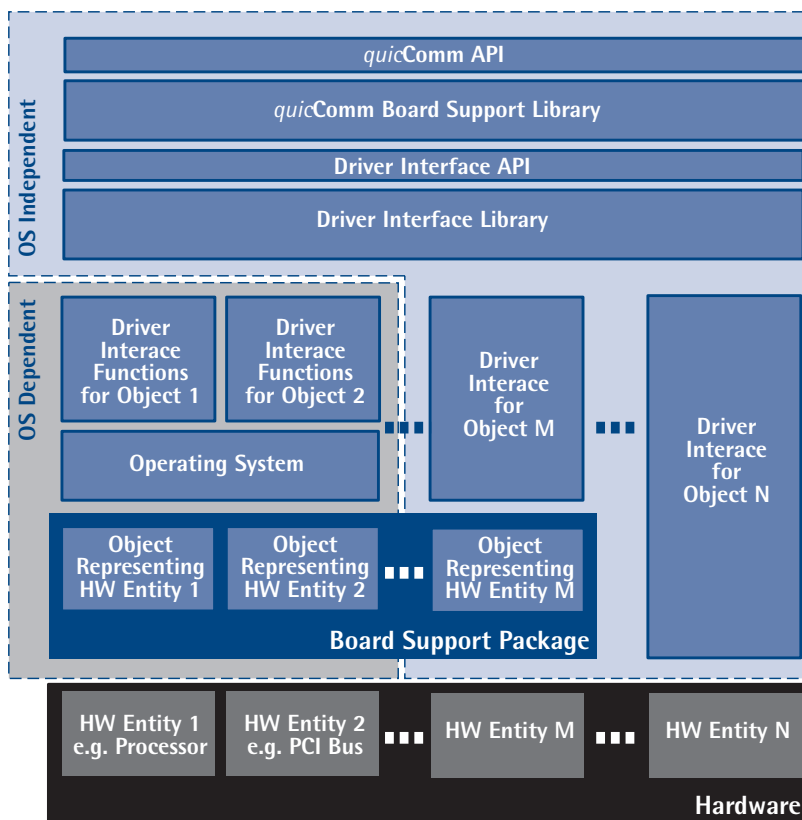 quicComm API
quicComm Board Support Library
Driver Interface API
Driver Interface Library
OS Independent
OS Dependent
Driver
Interace
Functions
for Object 1
Driver
Interace
Functions
for Object 2
Driver
Interace
for
Object M
Driver
Interace
for
Object N
Operating System
Object
Representing
HW Entity 1
Object
Representing
HW Entity 2
Object
Representing
HW Entity M
Board Support Package
HW Entity 1
e.g. Processor
HW Entity 2
e.g. PCI Bus
HW Entity M
HW Entity N
Hardware